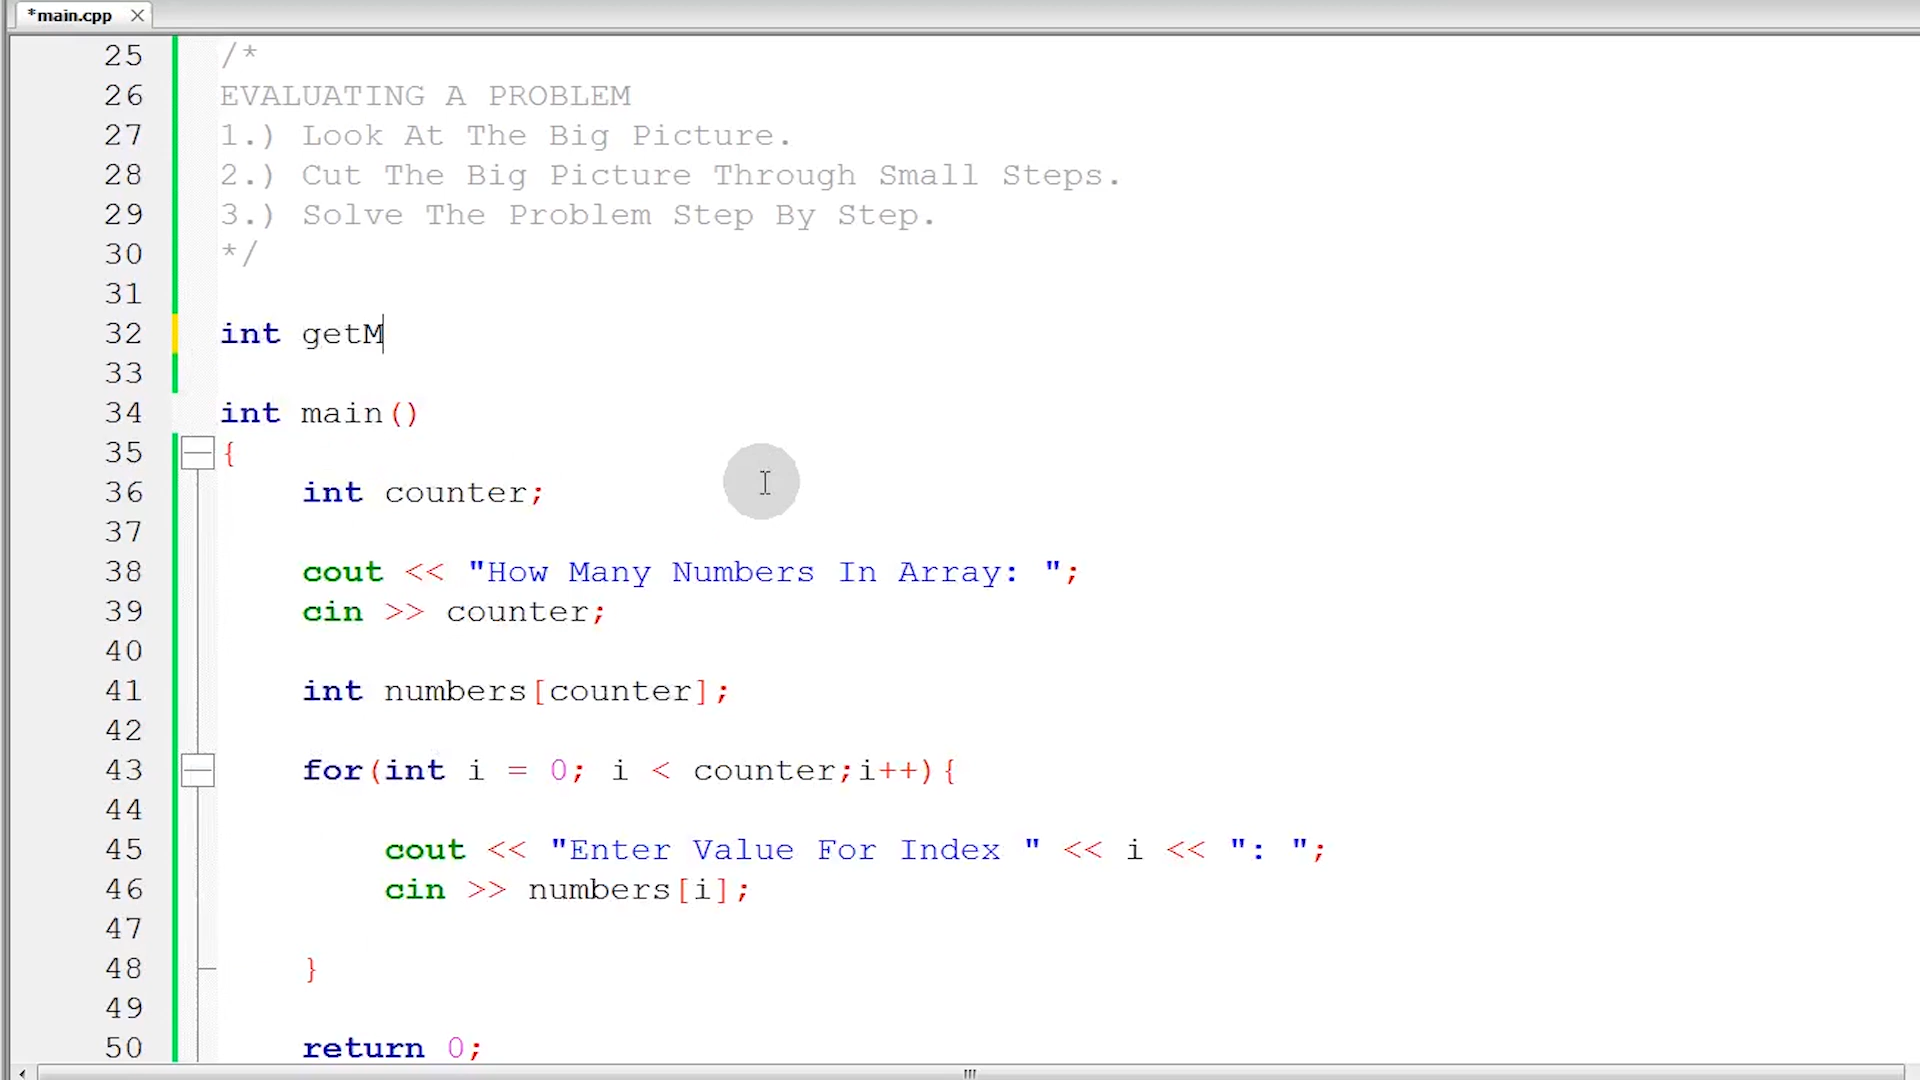 *main.cpp
25 /*
26 EVALUATING A PROBLEM
27 1.) Look At The Big Picture.
28 2.) Cut The Big Picture Through Small Steps.
29 3.) Solve The Problem Step By Step.
30 */
31
32 int getM
33
34 int main()
35 {
36 int counter;
37
38 cout << "How Many Numbers In Array: ";
39 cin >> counter;
40
41 int numbers[counter];
42
43 for(int i = 0; i < counter;i++){
44
45 cout << "Enter Value For Index " << i << ": ";
46 cin >> numbers[i];
47
48 }
49
50 return 0;